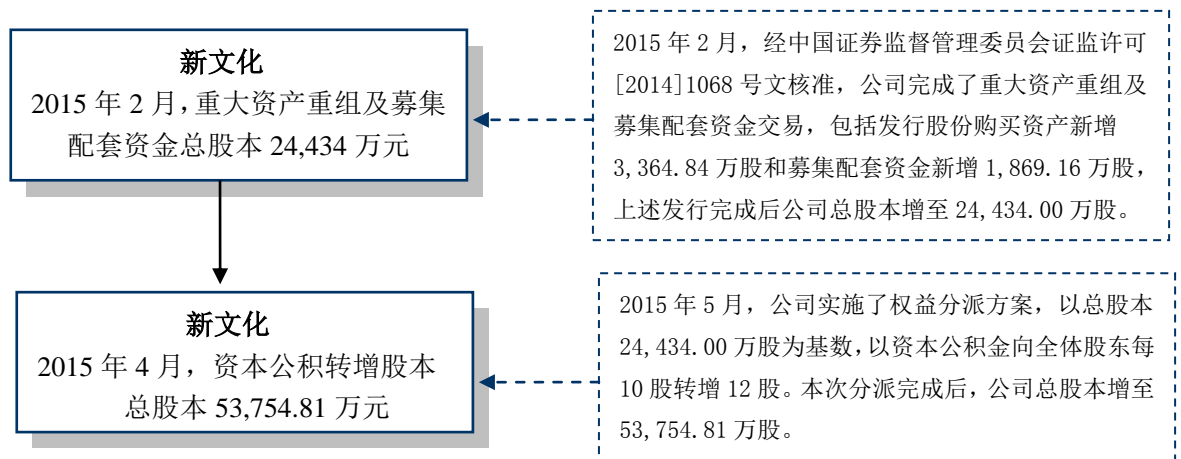 新文化
2015 年 2 月，重大资产重组及募集
配套资金总股本 24,434 万元
2015 年 2 月，经中国证券监督管理委员会证监许可
[2014]1068 号文核准，公司完成了重大资产重组及
募集配套资金交易，包括发行股份购买资产新增
3,364.84 万股和募集配套资金新增 1,869.16 万股，
上述发行完成后公司总股本增至 24,434.00 万股。
新文化
2015 年 4 月，资本公积转增股本
总股本 53,754.81 万元
2015 年 5 月，公司实施了权益分派方案，以总股本
24,434.00 万股为基数，以资本公积金向全体股东每
10 股转增 12 股。本次分派完成后，公司总股本增至
53,754.81 万股。